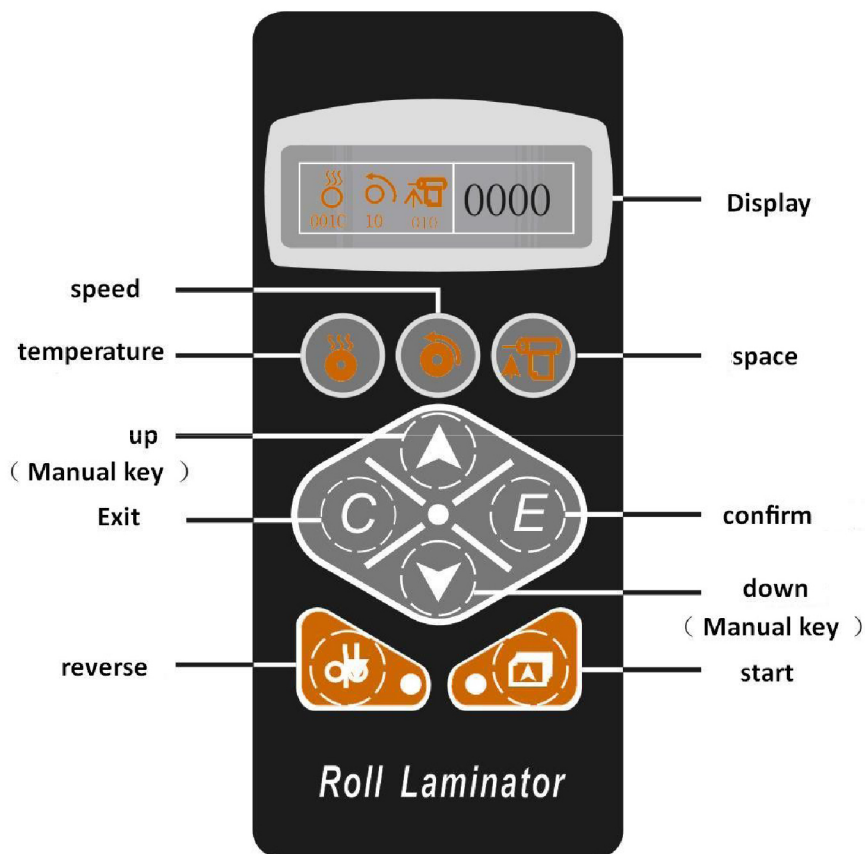 0010 10 010 0000
Display
speed
temperature
space
up
（ Manual key ）
Exit
C
E
confirm
down
（ Manual key ）
reverse
start
Roll Laminator